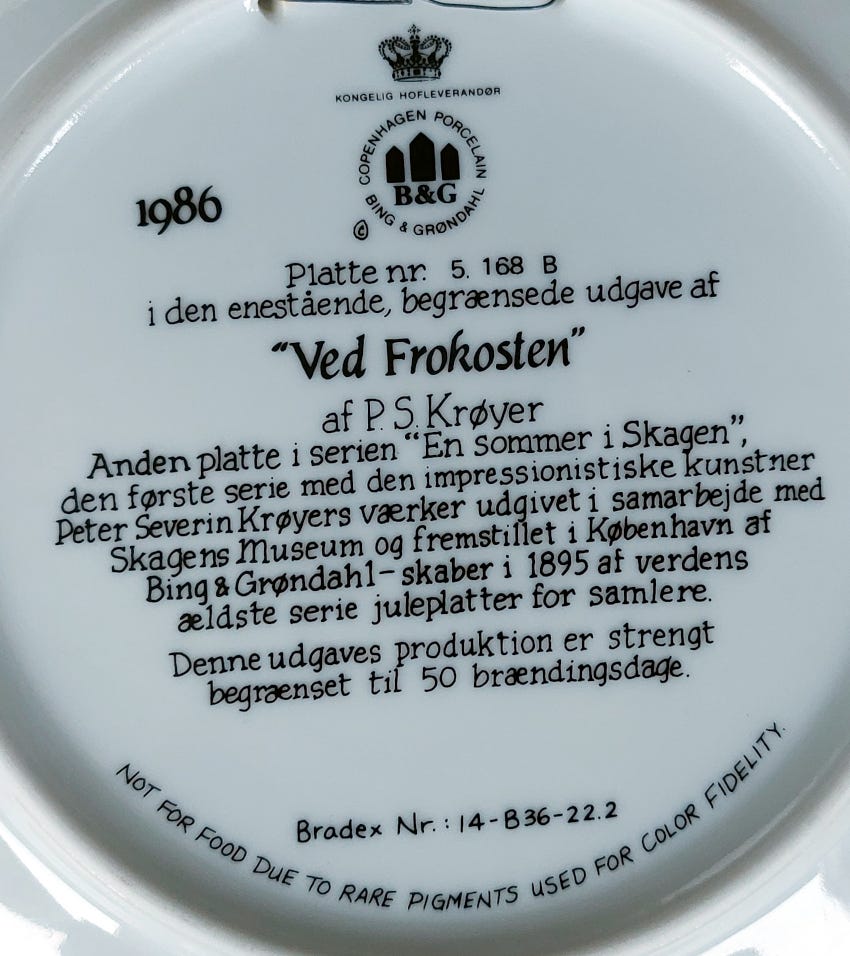 KONGELIG HOFLEVERANDØR
COPENHAGEN PORCELAIN
B&G
BING & GRØNDAHL
©
1986
Platte nr. 5. 168 B
i den enestående, begrænsede udgave af
"Ved Frokosten"
af P. S. Krøyer
Anden platte i serien "En sommer i Skagen",
den første serie med den impressionistiske kunstner
Peter Severin Krøyers værker udgivet i samarbejde med
Skagens Museum og fremstillet i København af
Bing & Grøndahl – skaber i 1895 af verdens
ældste serie juleplatter for samlere.
Denne udgaves produktion er strengt
begrænset til 50 brændingsdage.
Bradex Nr.: 14-B36-22.2
NOT FOR FOOD DUE TO RARE PIGMENTS USED FOR COLOR FIDELITY.